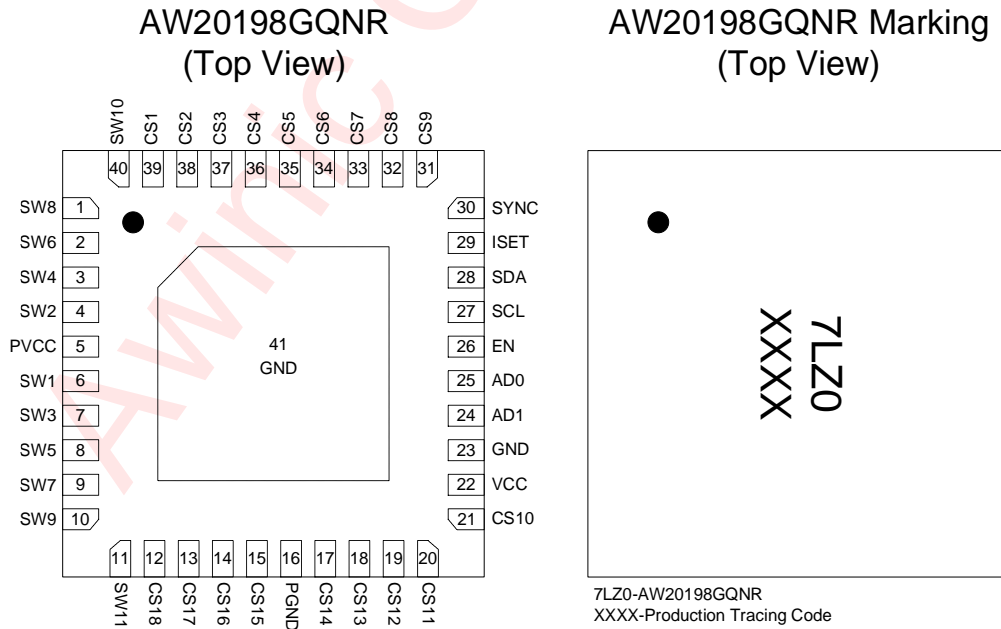 AW20198GQNR
(Top View)
SW10
CS1
CS2
CS3
CS4
CS5
CS6
CS7
CS8
CS9
40
39
38
37
36
35
34
33
32
31
SW8 1
SW6 2
SW4 3
SW2 4
PVCC 5
SW1 6
SW3 7
SW5 8
SW7 9
SW9 10
41
GND
30 SYNC
29 ISET
28 SDA
27 SCL
26 EN
25 AD0
24 AD1
23 GND
22 VCC
21 CS10
11
12
13
14
15
16
17
18
19
20
SW11
CS18
CS17
CS16
CS15
PGND
CS14
CS13
CS12
CS11
AW20198GQNR Marking
(Top View)
7LZ0
XXXX
7LZ0-AW20198GQNR
XXXX-Production Tracing Code
Awinic C